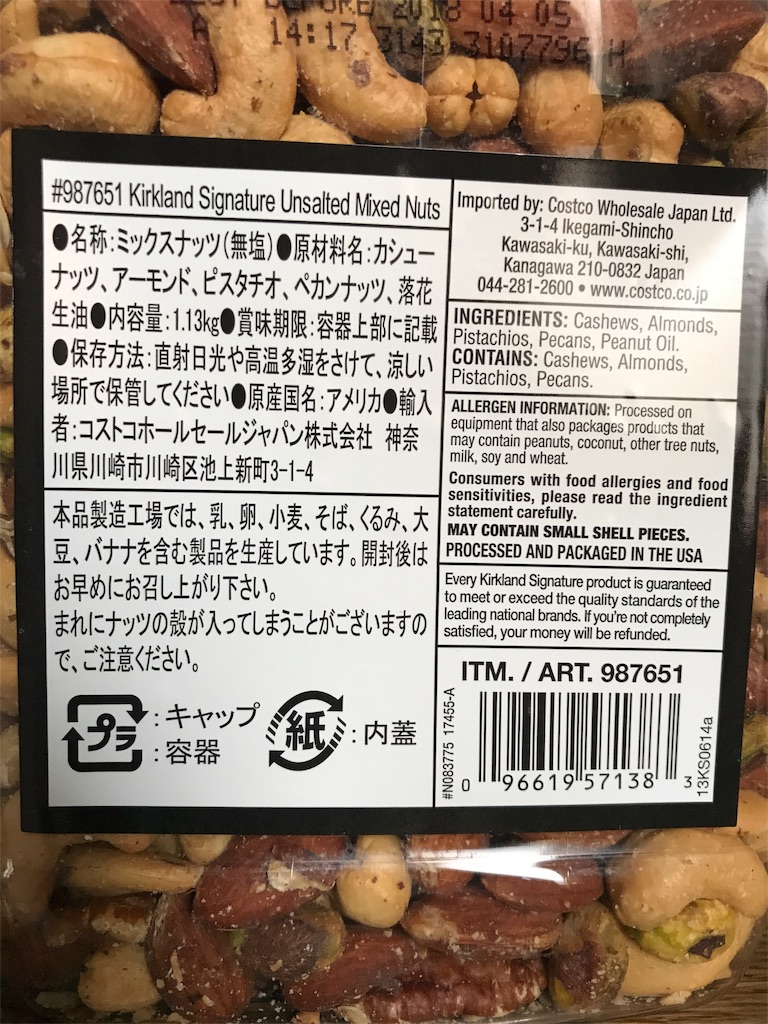 BEFORE 2018 04 05
A 14:17 3143 3107796 H
#987651 Kirkland Signature Unsalted Mixed Nuts
●名称:ミックスナッツ(無塩)●原材料名:カシュー
ナッツ、アーモンド、ピスタチオ、ペカンナッツ、落花
生油●内容量:1.13kg●賞味期限:容器上部に記載
●保存方法:直射日光や高温多湿をさけて、涼しい
場所で保管してください●原産国名:アメリカ●輸入
者:コストコホールセールジャパン株式会社 神奈
川県川崎市川崎区池上新町3-1-4
本品製造工場では、乳、卵、小麦、そば、くるみ、大
豆、バナナを含む製品を生産しています。開封後は
お早めにお召し上がり下さい。
まれにナッツの殻が入ってしまうことがございますの
で、ご注意ください。
プラ
:キャップ
:容器
紙
:内蓋
Imported by: Costco Wholesale Japan Ltd.
3-1-4 Ikegami-Shincho
Kawasaki-ku, Kawasaki-shi,
Kanagawa 210-0832 Japan
044-281-2600 • www.costco.co.jp
INGREDIENTS: Cashews, Almonds,
Pistachios, Pecans, Peanut Oil.
CONTAINS: Cashews, Almonds,
Pistachios, Pecans.
ALLERGEN INFORMATION: Processed on
equipment that also packages products that
may contain peanuts, coconut, other tree nuts,
milk, soy and wheat.
Consumers with food allergies and food
sensitivities, please read the ingredient
statement carefully.
MAY CONTAIN SMALL SHELL PIECES.
PROCESSED AND PACKAGED IN THE USA
Every Kirkland Signature product is guaranteed
to meet or exceed the quality standards of the
leading national brands. If you're not completely
satisfied, your money will be refunded.
ITM. / ART. 987651
#N083775 17455-A
0 96619 57138 3
13KS0614a